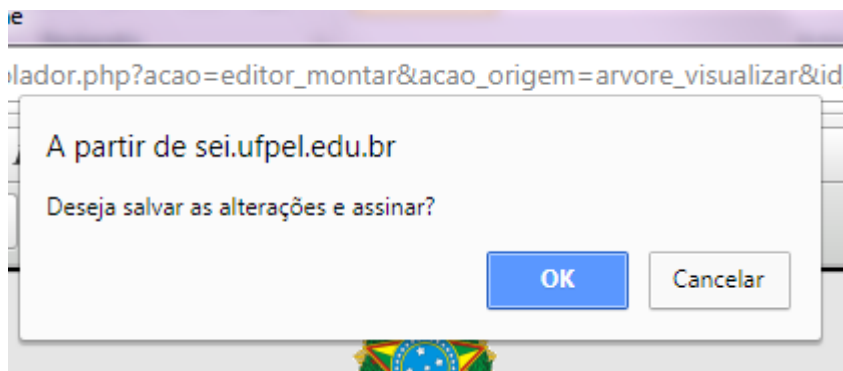 olador.php?acao=editor_montar&acao_origem=arvore_visualizar&id
A partir de sei.ufpel.edu.br
Deseja salvar as alterações e assinar?
OK
Cancelar